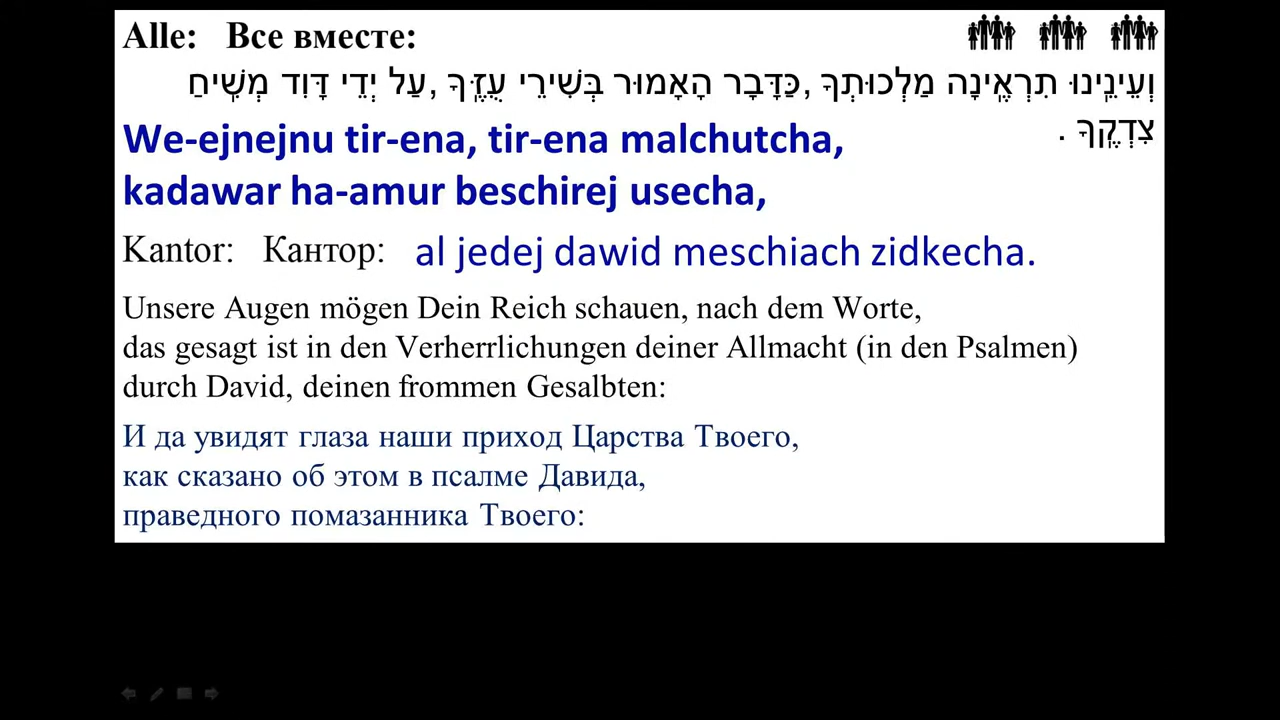 Alle:   Все вместе:
וְעֵינֵֽינוּ תִרְאֶֽינָה מַלְכוּתְךָ ,כַּדָּבָר הָאָמוּר בְּשִׁירֵי עֻזֶּֽךָ ,עַל יְדֵי דָּוִד מְשִֽׁיחַ
צִדְקֶֽךָ .
We-ejnejnu tir-ena, tir-ena malchutcha,
kadawar ha-amur beschirej usecha,
Kantor:   Кантор:   al jedej dawid meschiach zidkecha.
Unsere Augen mögen Dein Reich schauen, nach dem Worte,
das gesagt ist in den Verherrlichungen deiner Allmacht (in den Psalmen)
durch David, deinen frommen Gesalbten:
И да увидят глаза наши приход Царства Твоего,
как сказано об этом в псалме Давида,
праведного помазанника Твоего: